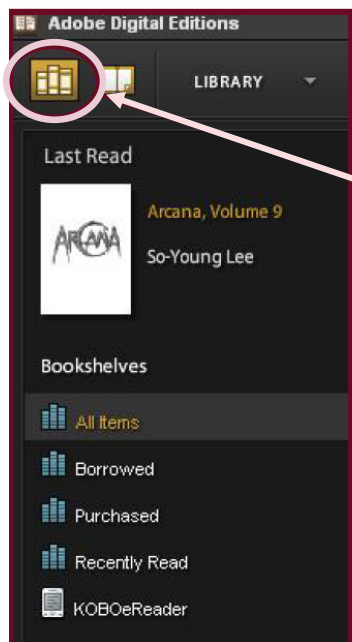 Adobe Digital Editions
LIBRARY
Last Read
ARCANA
Arcana, Volume 9
So-Young Lee
Bookshelves
All Items
Borrowed
Purchased
Recently Read
KOBOeReader